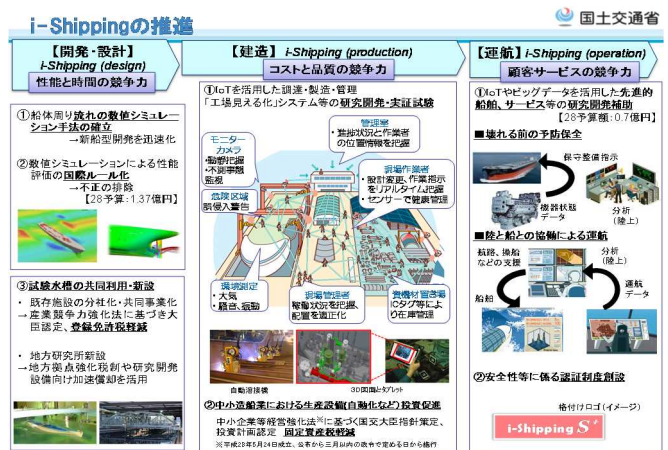 i-Shippingの推進
国土交通省
【開発・設計】
i-Shipping (design)
性能と時間の競争力
①船体周り流れの数値シミュレー
ション手法の確立
→新船型開発を迅速化
②数値シミュレーションによる性能
評価の国際ルール化
→不正の排除
【28予算:1.37億円】
③試験水槽の共同利用・新設
・ 既存施設の分社化・共同事業化
→産業競争力強化法に基づき大
臣認定、登録免許税軽減
・ 地方研究所新設
→地方拠点強化税制や研究開発
設備向け加速償却を活用
【建造】 i-Shipping (production)
コストと品質の競争力
①IoTを活用した調達・製造・管理
「工場見える化」システム等の研究開発・実証試験
モニター
カメラ
・動静把握
・不測事態
監視
管理室
・進捗状況と作業者
の位置情報を把握
現場作業者
・設計変更、作業指示
をリアルタイム把握
・センサーで健康管理
危険区域
誤侵入警告
環境測定
・大気
・騒音、振動
現場管理者
稼働状況を把握、
配置を適正化
資機材置き場
ICタグ等によ
り在庫管理
自動溶接機
3D図面とタブレット
②中小造船業における生産設備(自動化など)投資促進
中小企業等経営強化法※に基づく国交大臣指針策定、
投資計画認定 固定資産税軽減
※平成28年5月24日成立、公布から三月以内の政令で定める日から施行
【運航】i-Shipping (operation)
顧客サービスの競争力
①IoTやビッグデータを活用した先進的
船舶、サービス等の研究開発補助
【28予算額:0.7億円】
■壊れる前の予防保全
保守整備指示
機器状態
データ
分析
(陸上)
■陸と船との協働による運航
航路、操船
などの支援
分析
(陸上)
船舶
運航
データ
②安全性等に係る認証制度創設
格付けロゴ(イメージ)
i-Shipping S+